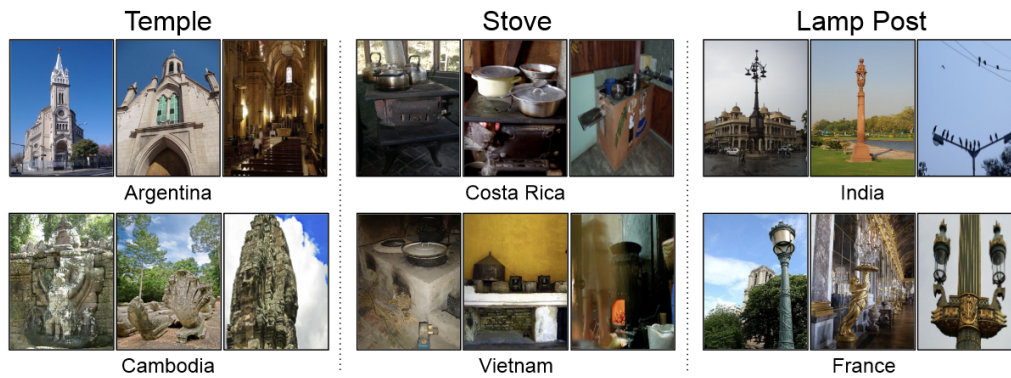 Temple
Stove
Lamp Post
Argentina
Costa Rica
India
Cambodia
Vietnam
France